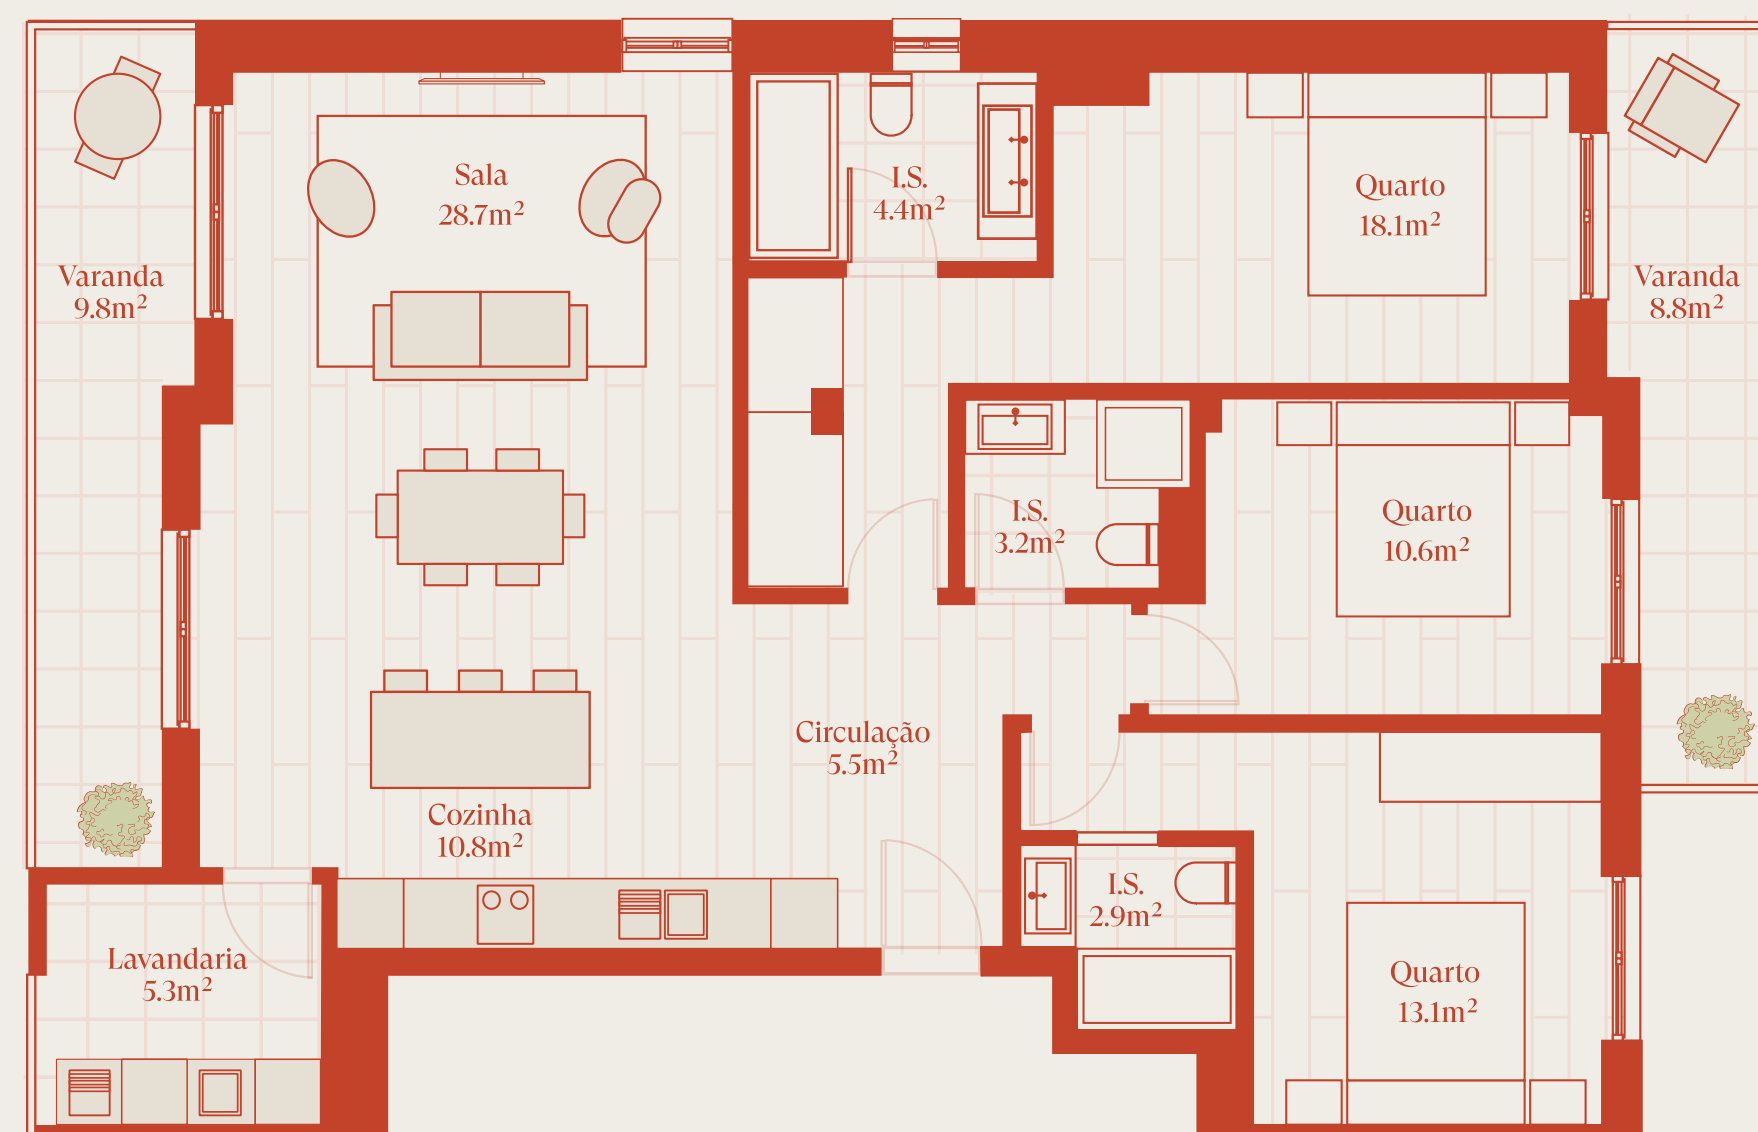 Sala
28.7m²
I.S.
4.4m²
Quarto
18.1m²
Varanda
9.8m²
Varanda
8.8m²
I.S.
3.2m²
Quarto
10.6m²
Circulação
5.5m²
Cozinha
10.8m²
I.S.
2.9m²
Lavandaria
5.3m²
Quarto
13.1m²